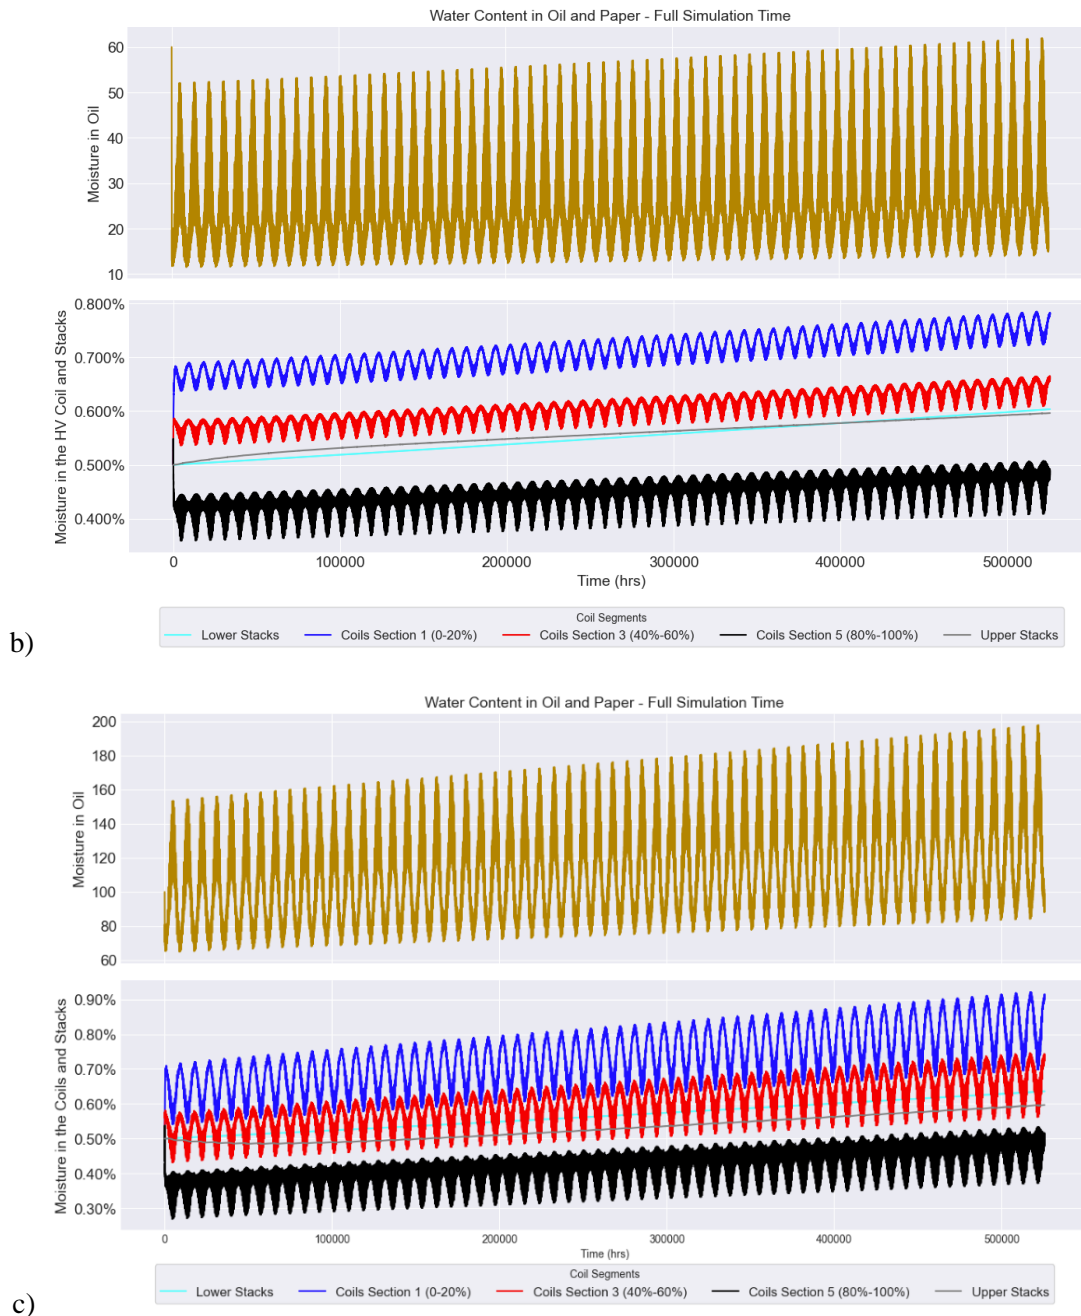 Water Content in Oil and Paper - Full Simulation Time
Moisture in Oil
60
50
40
30
20
10
Moisture in the HV Coil and Stacks
0.800%
0.700%
0.600%
0.500%
0.400%
0 100000 200000 300000 400000 500000
Time (hrs)
Coil Segments
Lower Stacks Coils Section 1 (0-20%) Coils Section 3 (40%-60%) Coils Section 5 (80%-100%) Upper Stacks
b)
Water Content in Oil and Paper - Full Simulation Time
Moisture in Oil
200
180
160
140
120
100
80
60
Moisture in the Coils and Stacks
0.90%
0.80%
0.70%
0.60%
0.50%
0.40%
0.30%
0 100000 200000 300000 400000 500000
Time (hrs)
Coil Segments
Lower Stacks Coils Section 1 (0-20%) Coils Section 3 (40%-60%) Coils Section 5 (80%-100%) Upper Stacks
c)